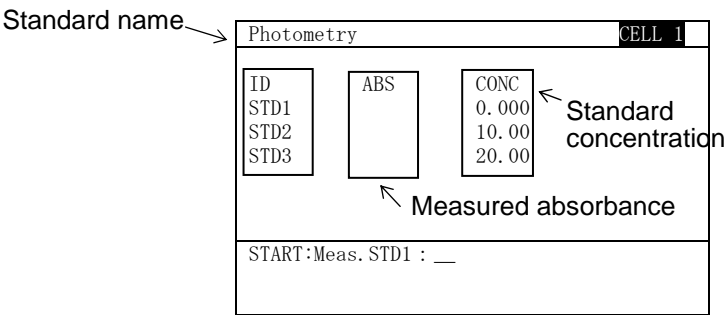 Standard name
Photometry CELL 1
ID ABS CONC
STD1 0.000
STD2 10.00
STD3 20.00
Standard
concentration
Measured absorbance
START:Meas.STD1 : __